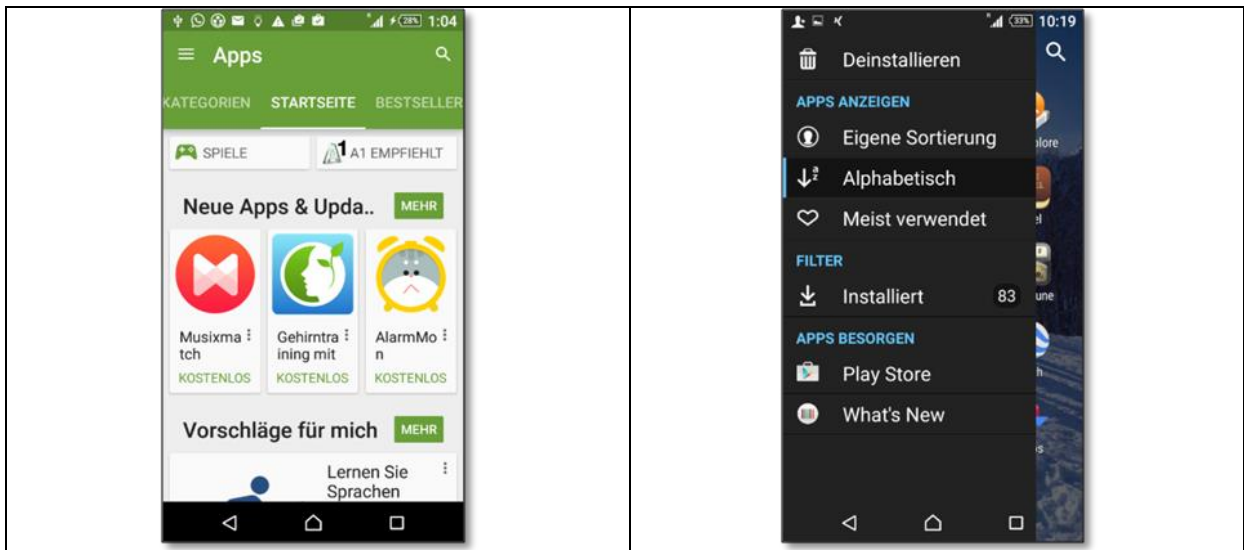 28% 1:04
Apps
KATEGORIEN STARTSEITE BESTSELLER
SPIELE
A1 EMPFIEHLT
Neue Apps & Upda..
MEHR
Musixma
tch
KOSTENLOS
Gehirntra
ining mit
KOSTENLOS
AlarmMo
n
KOSTENLOS
Vorschläge für mich
MEHR
Lernen Sie
Sprachen
33% 10:19
Deinstallieren
APPS ANZEIGEN
Eigene Sortierung
Alphabetisch
Meist verwendet
FILTER
Installiert 83
APPS BESORGEN
Play Store
What's New